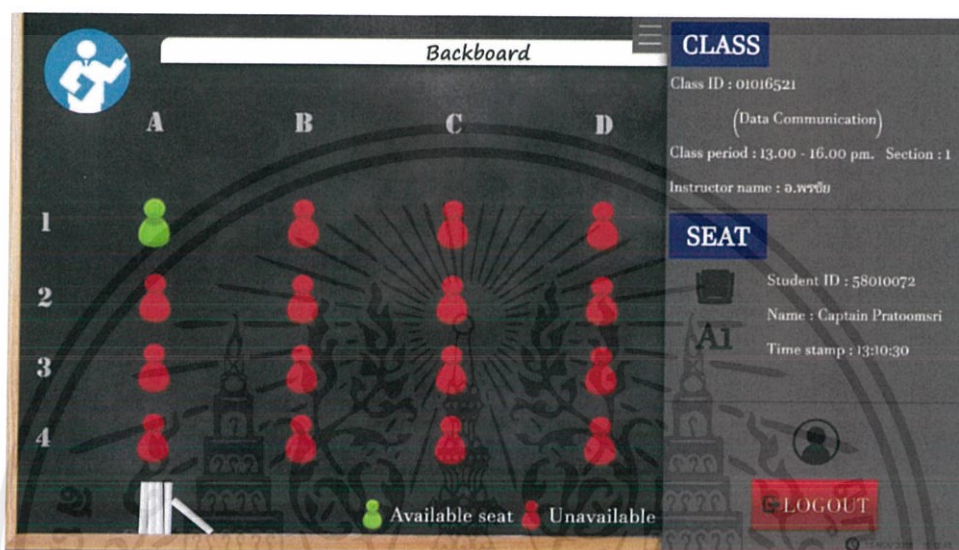 Backboard
A B C D
1
2
3
4
Available seat Unavailable
CLASS
Class ID : 01016521
(Data Communication)
Class period : 13.00 - 16.00 pm. Section : 1
Instructor name : อ.พรชัย
SEAT
A1
Student ID : 58010072
Name : Captain Pratoomsri
Time stamp : 13:10:30
LOGOUT